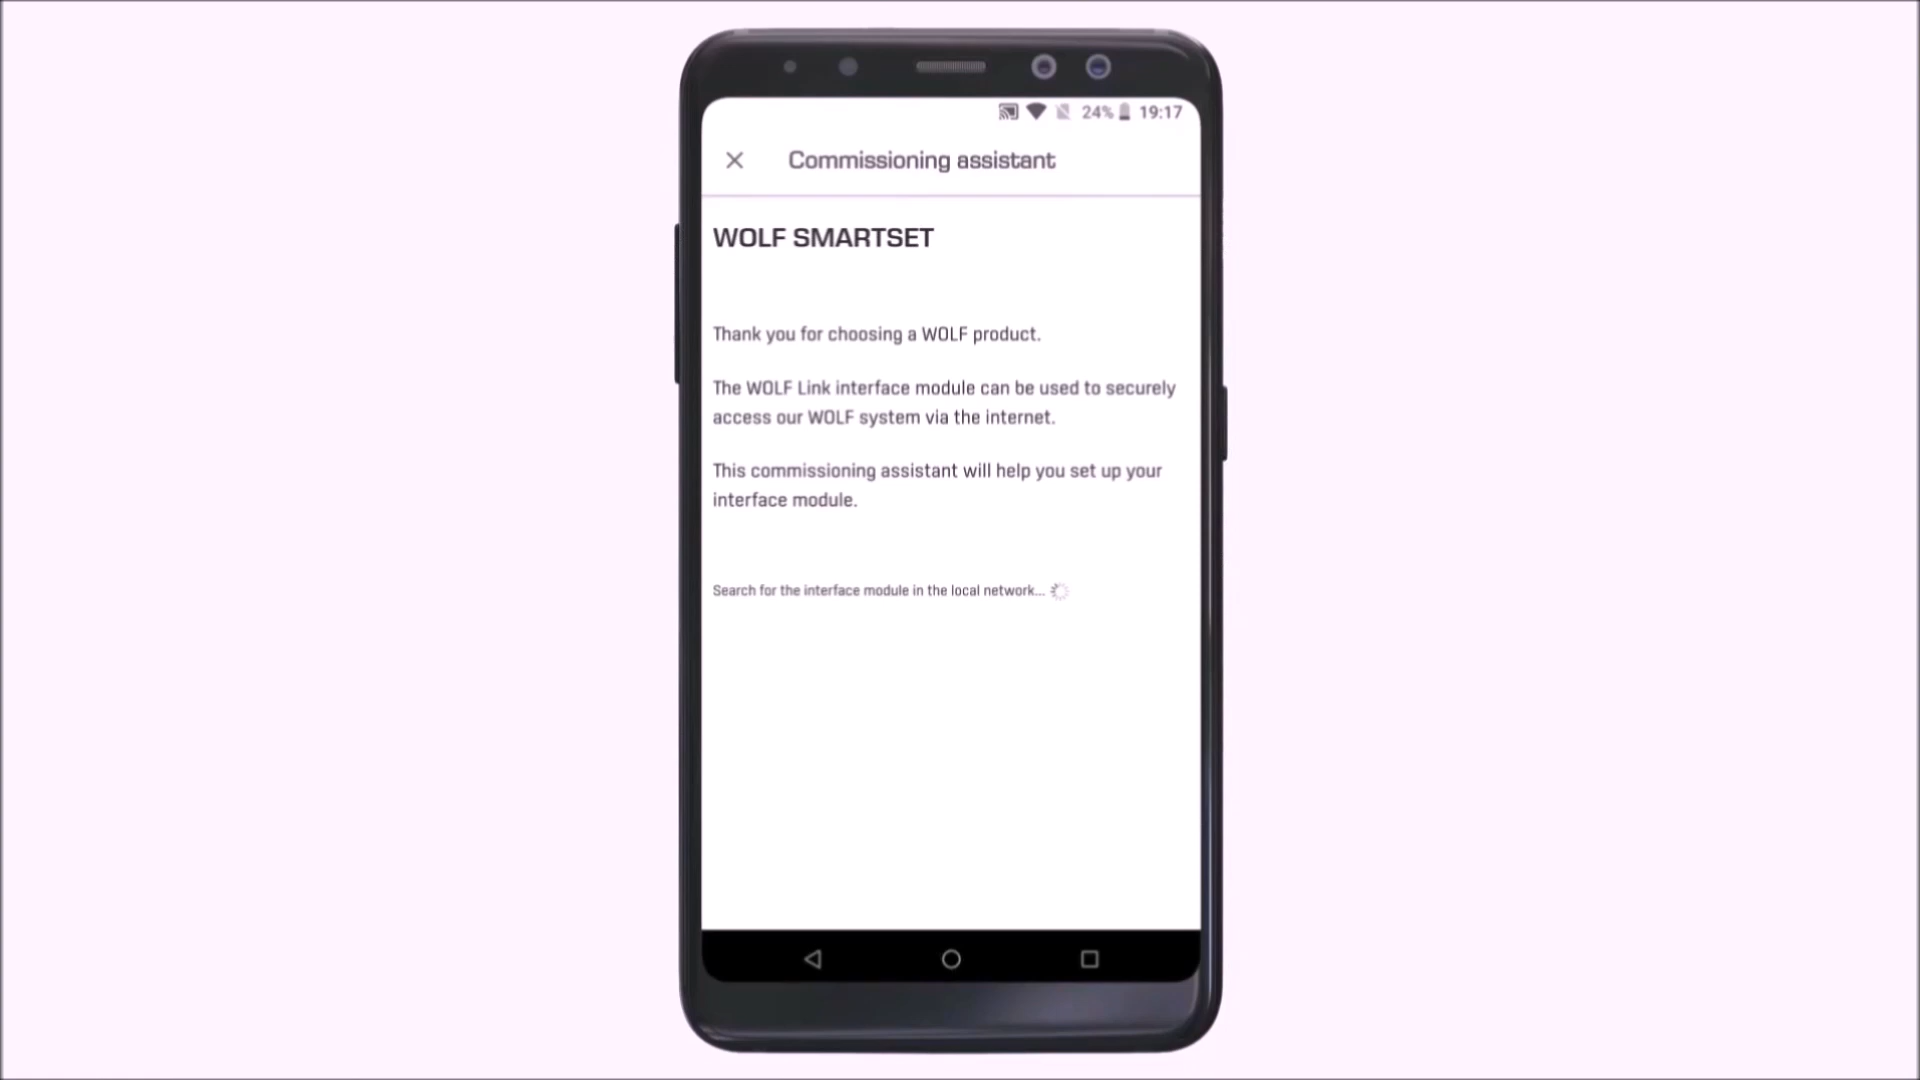 24% 19:17
Commissioning assistant
WOLF SMARTSET
Thank you for choosing a WOLF product.
The WOLF Link interface module can be used to securely
access our WOLF system via the internet.
This commissioning assistant will help you set up your
interface module.
Search for the interface module in the local network...